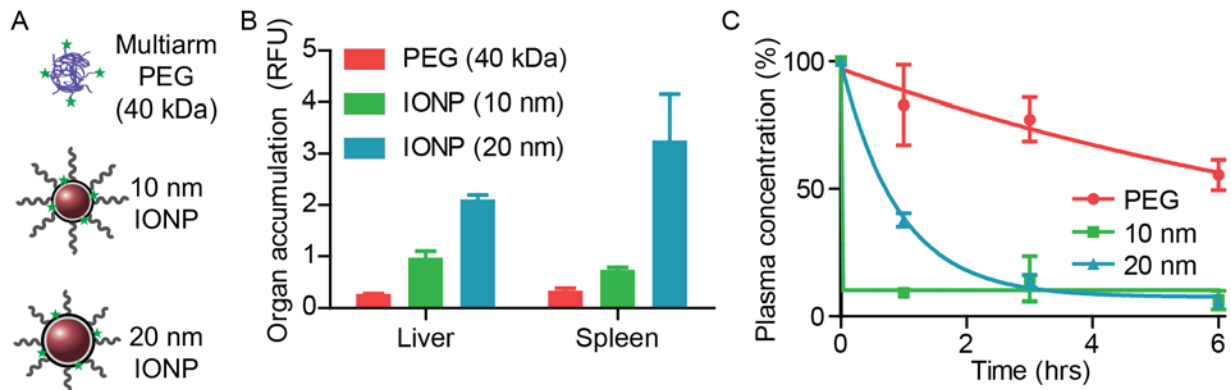 A
Multiarm
PEG
(40 kDa)
10 nm
IONP
20 nm
IONP
B
Organ accumulation (RFU)
5
4
3
2
1
0
PEG (40 kDa)
IONP (10 nm)
IONP (20 nm)
Liver
Spleen
C
Plasma concentration (%)
100
50
0
PEG
10 nm
20 nm
0
2
4
6
Time (hrs)